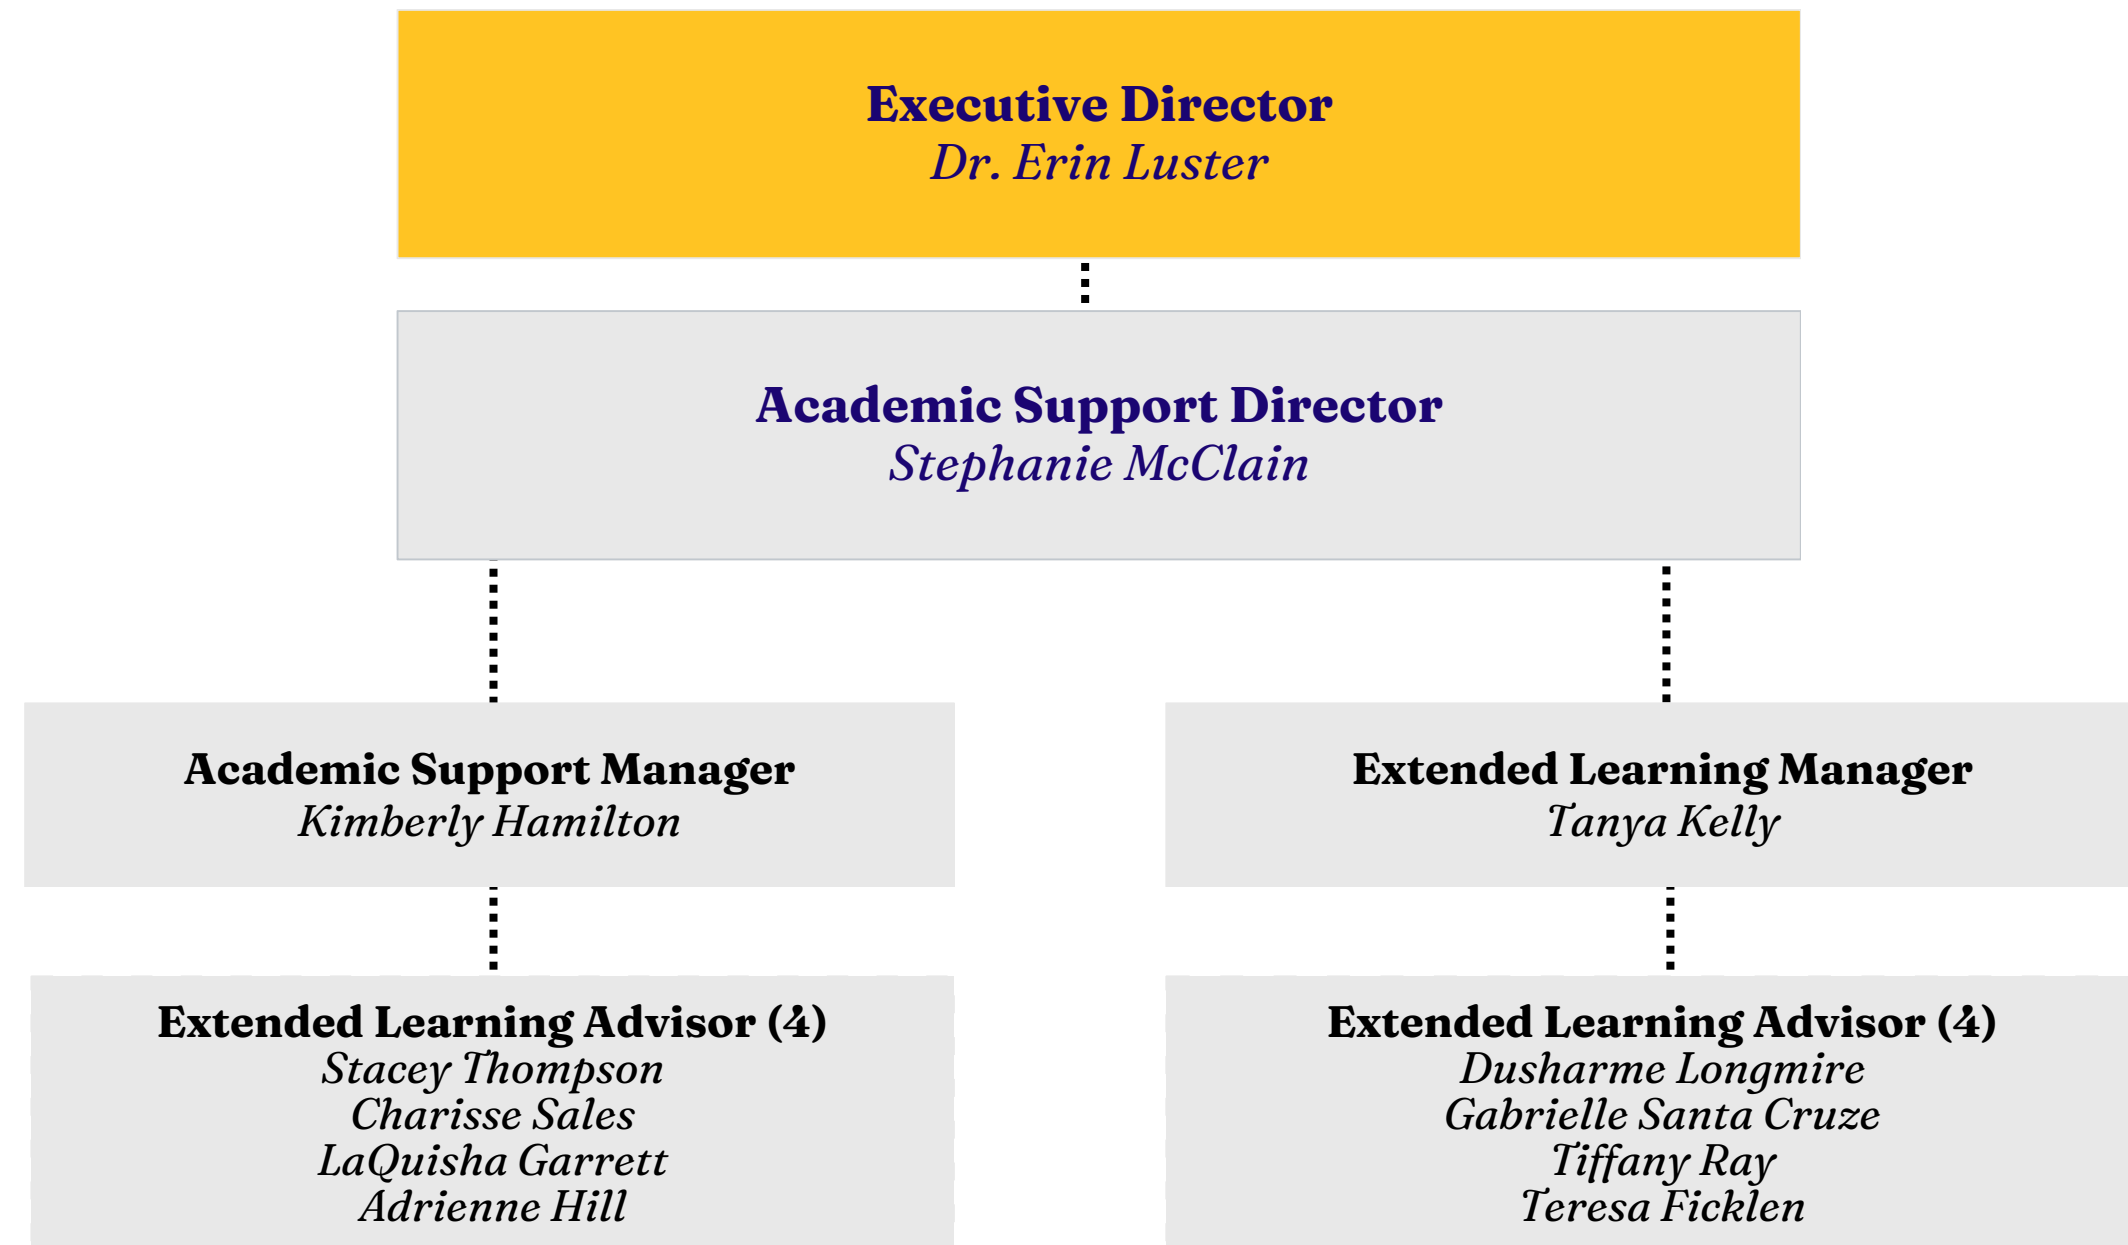 Executive Director
Dr. Erin Luster
Academic Support Director
Stephanie McClain
Academic Support Manager
Kimberly Hamilton
Extended Learning Manager
Tanya Kelly
Extended Learning Advisor (4)
Stacey Thompson
Charisse Sales
LaQuisha Garrett
Adrienne Hill
Extended Learning Advisor (4)
Dusharme Longmire
Gabrielle Santa Cruze
Tiffany Ray
Teresa Ficklen